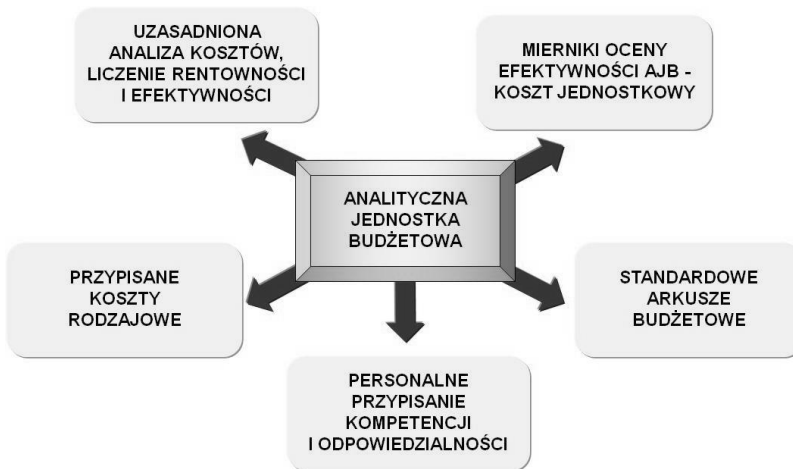 UZASADNIONA
ANALIZA KOSZTÓW,
LICZENIE RENTOWNOŚCI
I EFEKTYWNOŚCI
MIERNIKI OCENY
EFEKTYWNOŚCI AJB -
KOSZT JEDNOSTKOWY
ANALITYCZNA
JEDNOSTKA
BUDŻETOWA
PRZYPISANE
KOSZTY
RODZAJOWE
STANDARDOWE
ARKUSZE
BUDŻETOWE
PERSONALNE
PRZYPISANIE
KOMPETENCJI
I ODPOWIEDZIALNOŚCI